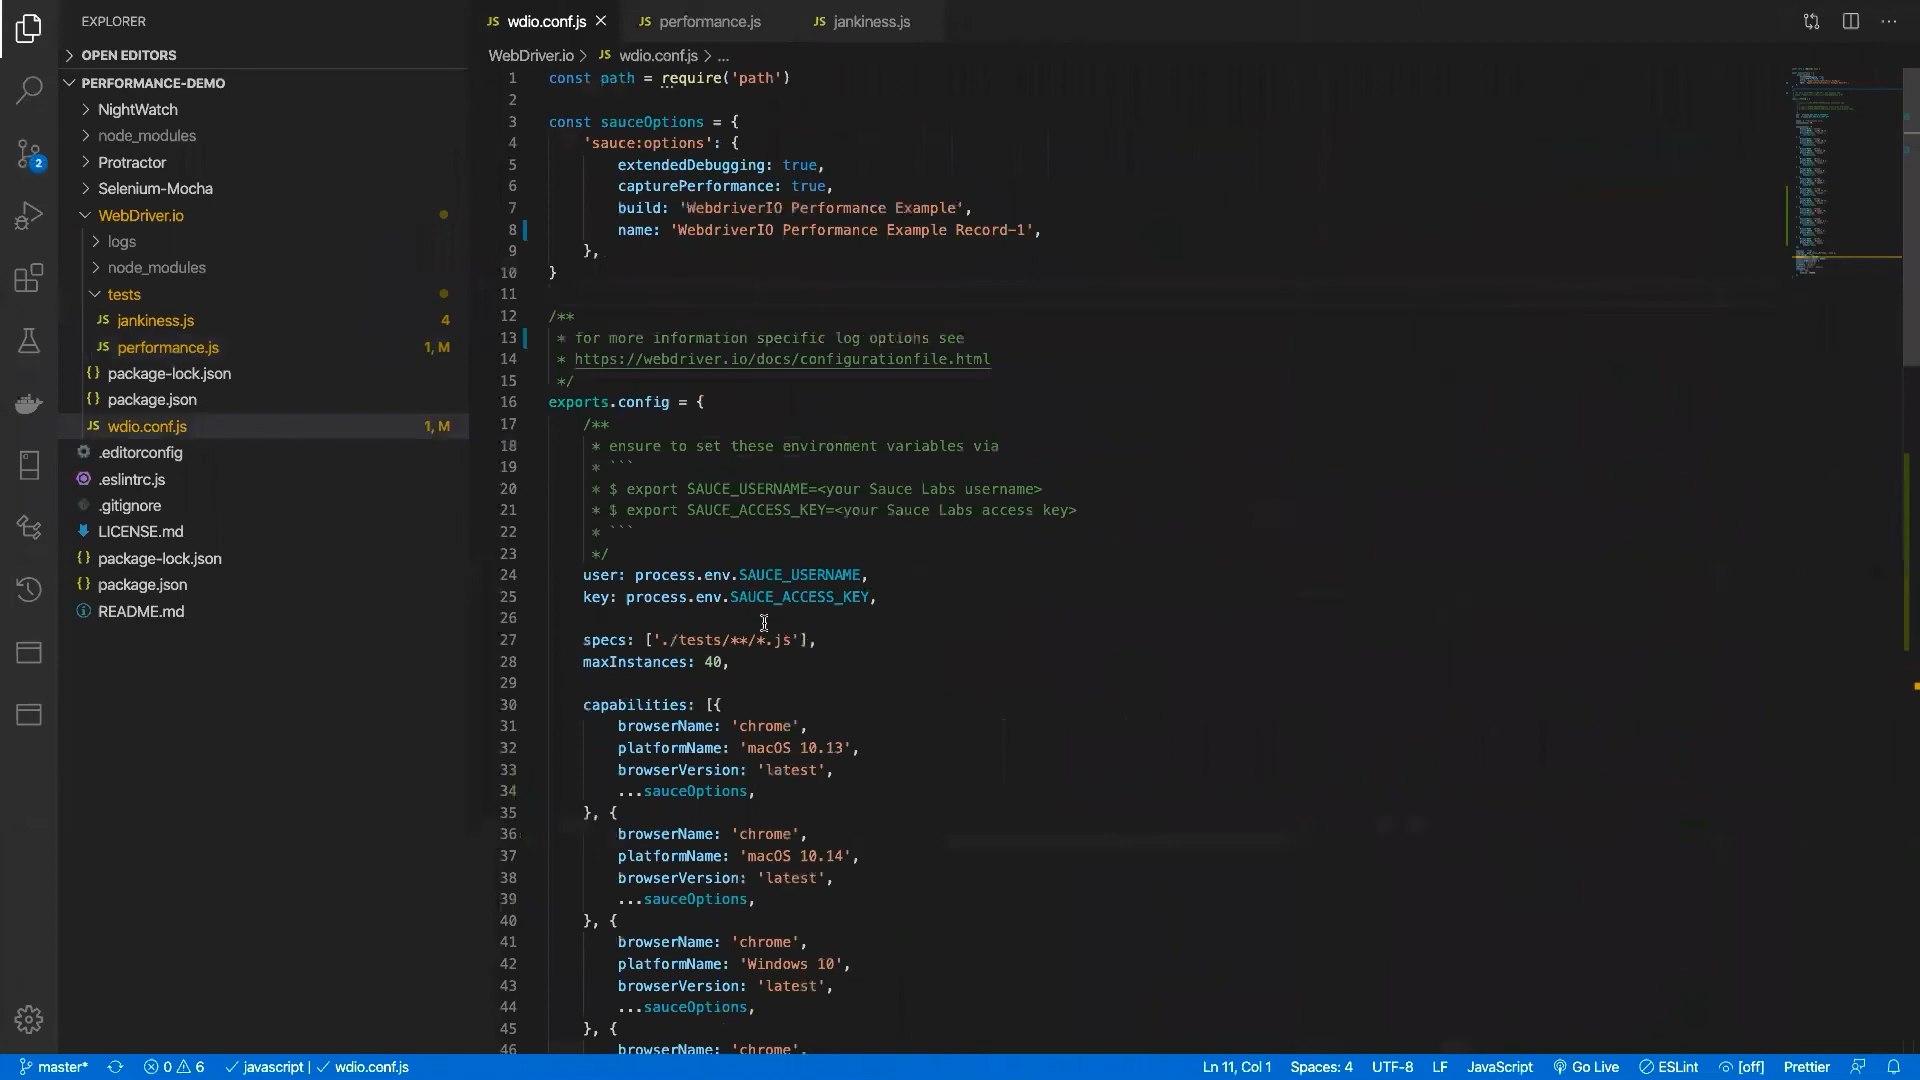 EXPLORER
OPEN EDITORS
PERFORMANCE-DEMO
NightWatch
node_modules
Protractor
Selenium-Mocha
WebDriver.io
logs
node_modules
tests
JS jankiness.js 4
JS performance.js 1, M
{} package-lock.json
{} package.json
JS wdio.conf.js 1, M
.editorconfig
.eslintrc.js
.gitignore
LICENSE.md
{} package-lock.json
{} package.json
README.md
2
JS wdio.conf.js
JS performance.js
JS jankiness.js
WebDriver.io > JS wdio.conf.js > ...
1 const path = require('path')
2
3 const sauceOptions = {
4 'sauce:options': {
5 extendedDebugging: true,
6 capturePerformance: true,
7 build: 'WebdriverIO Performance Example',
8 name: 'WebdriverIO Performance Example Record-1',
9 },
10 }
11
12 /**
13 * for more information specific log options see
14 * https://webdriver.io/docs/configurationfile.html
15 */
16 exports.config = {
17 /**
18 * ensure to set these environment variables via
19 * ```
20 * $ export SAUCE_USERNAME=<your Sauce Labs username>
21 * $ export SAUCE_ACCESS_KEY=<your Sauce Labs access key>
22 * ```
23 */
24 user: process.env.SAUCE_USERNAME,
25 key: process.env.SAUCE_ACCESS_KEY,
26
27 specs: ['./tests/**/*.js'],
28 maxInstances: 40,
29
30 capabilities: [{
31 browserName: 'chrome',
32 platformName: 'macOS 10.13',
33 browserVersion: 'latest',
34 ...sauceOptions,
35 }, {
36 browserName: 'chrome',
37 platformName: 'macOS 10.14',
38 browserVersion: 'latest',
39 ...sauceOptions,
40 }, {
41 browserName: 'chrome',
42 platformName: 'Windows 10',
43 browserVersion: 'latest',
44 ...sauceOptions,
45 }, {
46 browserName: 'chrome',
master* 0 6 javascript | wdio.conf.js Ln 11, Col 1 Spaces: 4 UTF-8 LF JavaScript Go Live ESLint [off] Prettier